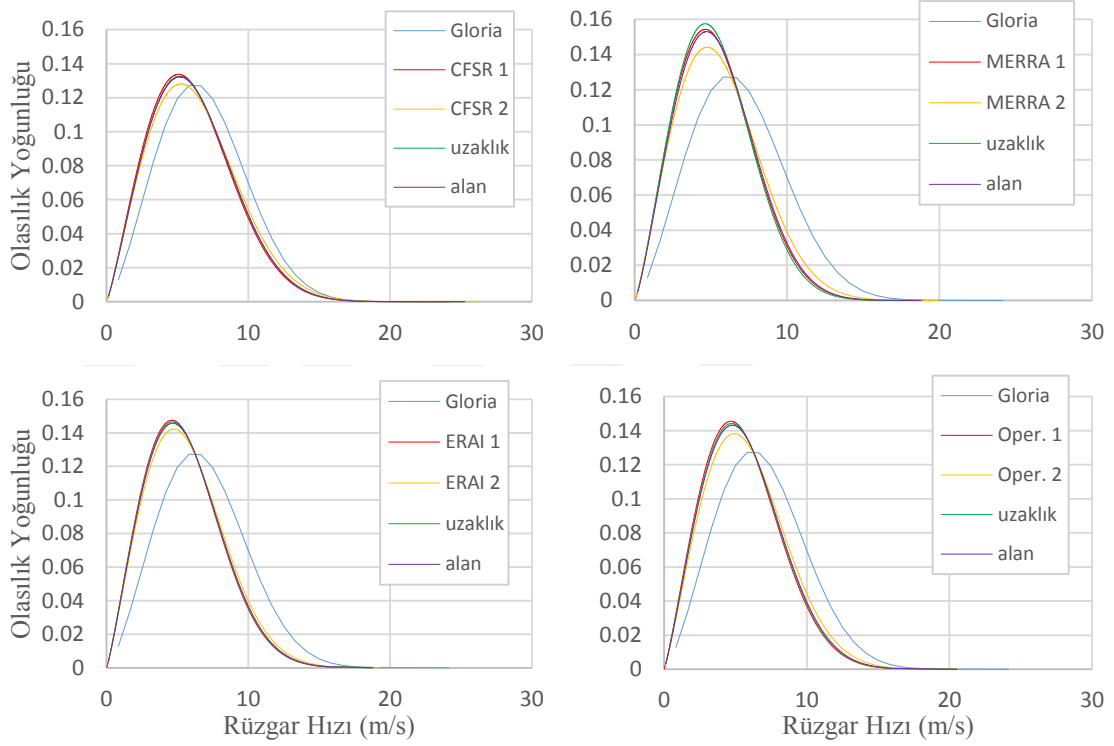 Olasılık Yoğunluğu
0.16
0.14
0.12
0.1
0.08
0.06
0.04
0.02
0
0
10
20
30
Gloria
CFSR 1
CFSR 2
uzaklık
alan
0.16
0.14
0.12
0.1
0.08
0.06
0.04
0.02
0
0
10
20
30
Gloria
MERRA 1
MERRA 2
uzaklık
alan
Olasılık Yoğunluğu
0.16
0.14
0.12
0.1
0.08
0.06
0.04
0.02
0
0
10
20
30
Rüzgar Hızı (m/s)
Gloria
ERAI 1
ERAI 2
uzaklık
alan
0.16
0.14
0.12
0.1
0.08
0.06
0.04
0.02
0
0
10
20
30
Rüzgar Hızı (m/s)
Gloria
Oper. 1
Oper. 2
uzaklık
alan